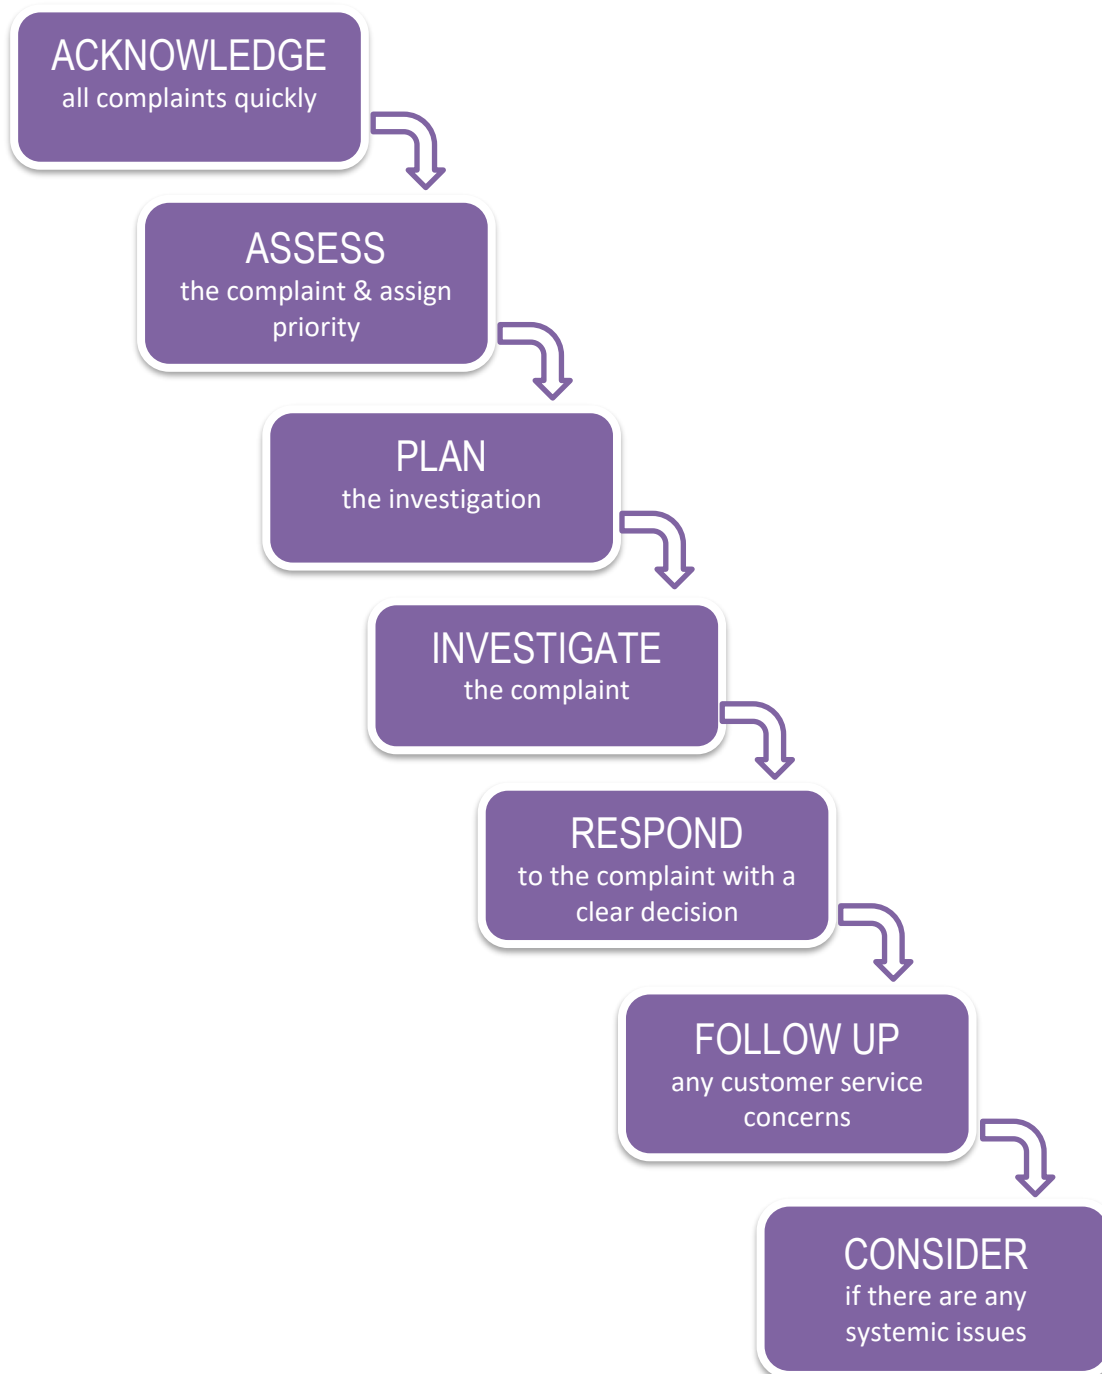 ACKNOWLEDGE
all complaints quickly
ASSESS
the complaint & assign
priority
PLAN
the investigation
INVESTIGATE
the complaint
RESPOND
to the complaint with a
clear decision
FOLLOW UP
any customer service
concerns
CONSIDER
if there are any
systemic issues